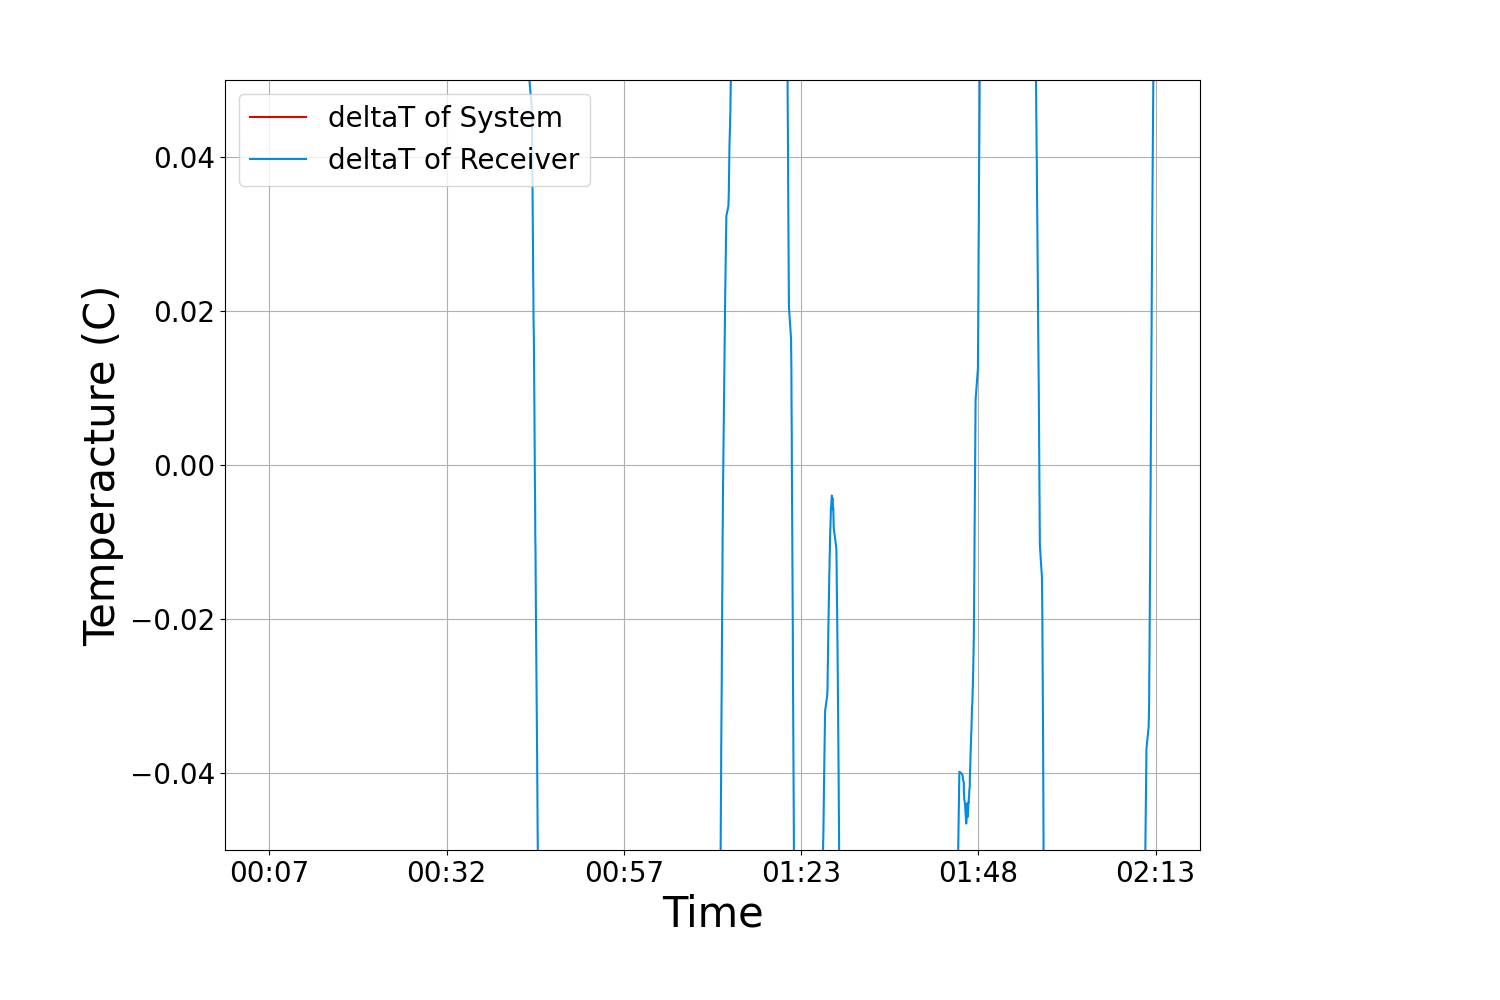 deltaT of System
deltaT of Receiver
Temperacture (C)
0.04
0.02
0.00
−0.02
−0.04
00:07 00:32 00:57 01:23 01:48 02:13
Time